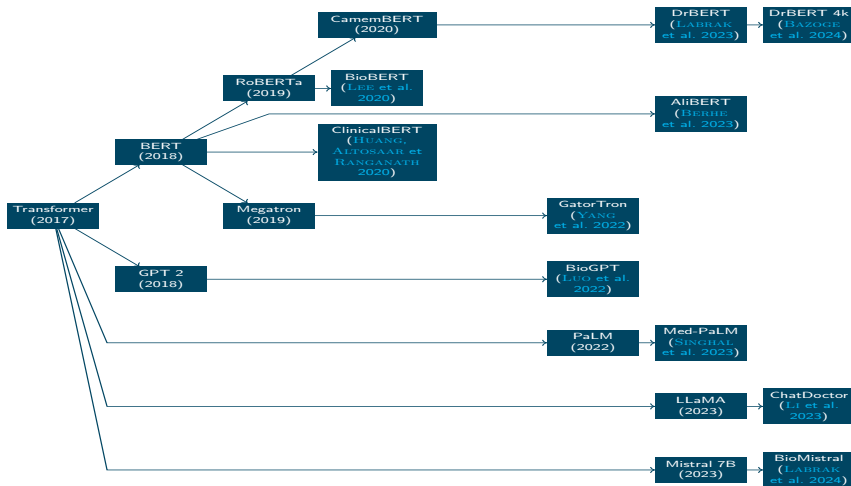 CamemBERT
(2020)
DrBERT
(LABRAK
et al. 2023)
DrBERT 4k
(BAZOGE
et al. 2024)
RoBERTa
(2019)
BioBERT
(LEE et al.
2020)
AliBERT
(BERHE
et al. 2023)
BERT
(2018)
ClinicalBERT
(HUANG,
ALTOSAAR et
RANGANATH
2020)
Transformer
(2017)
Megatron
(2019)
GatorTron
(YANG
et al. 2022)
GPT 2
(2018)
BioGPT
(LUO et al.
2022)
PaLM
(2022)
Med-PaLM
(SINGHAL
et al. 2023)
LLaMA
(2023)
ChatDoctor
(LI et al.
2023)
Mistral 7B
(2023)
BioMistral
(LABRAK
et al. 2024)